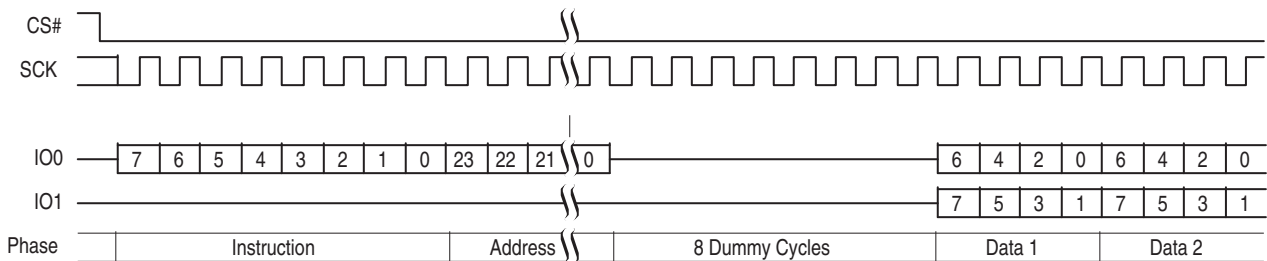 CS#
SCK
IO0 7 6 5 4 3 2 1 0 23 22 21 0 6 4 2 0 6 4 2 0
IO1 7 5 3 1 7 5 3 1
Phase Instruction Address 8 Dummy Cycles Data 1 Data 2